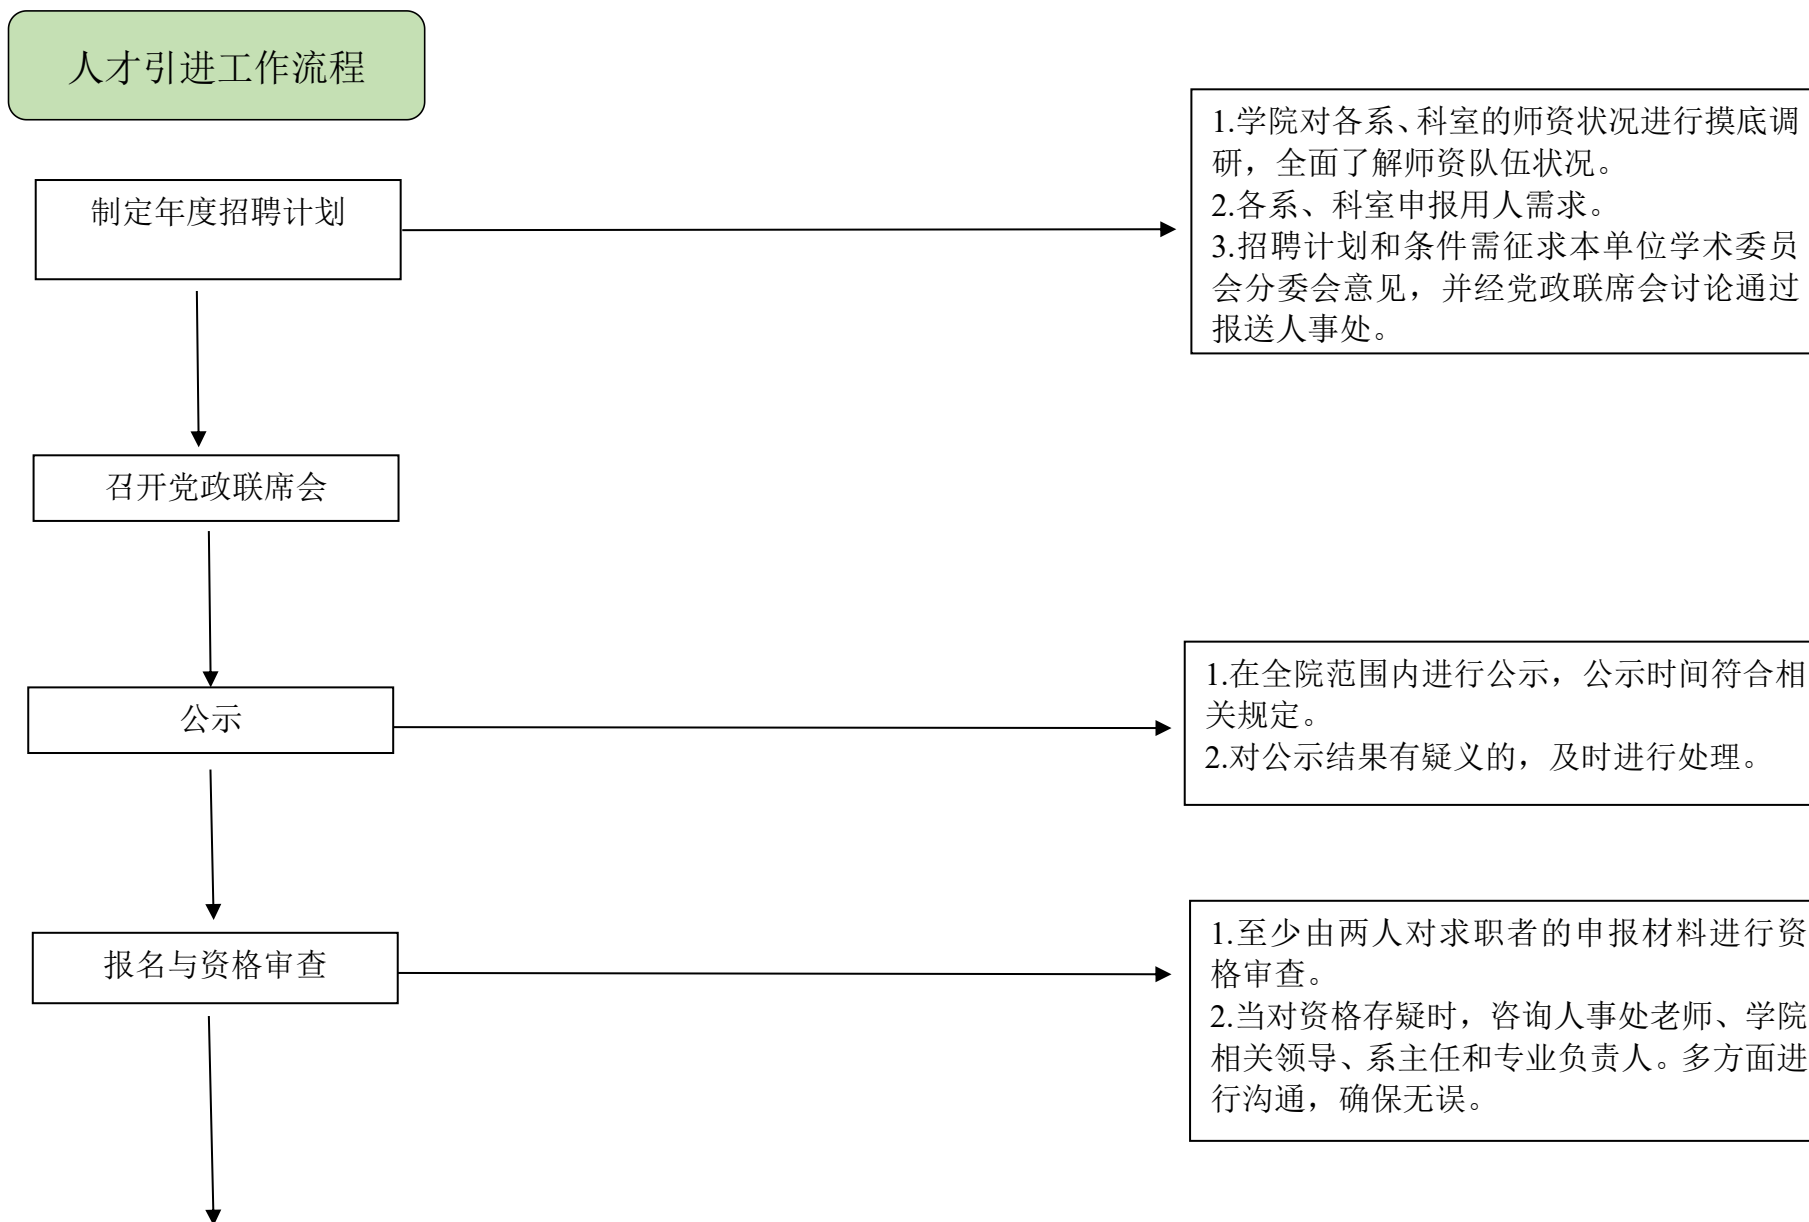 人才引进工作流程
制定年度招聘计划
1.学院对各系、科室的师资状况进行摸底调
研，全面了解师资队伍状况。
2.各系、科室申报用人需求。
3.招聘计划和条件需征求本单位学术委员
会分委会意见，并经党政联席会讨论通过
报送人事处。
召开党政联席会
公示
1.在全院范围内进行公示，公示时间符合相
关规定。
2.对公示结果有疑义的，及时进行处理。
报名与资格审查
1.至少由两人对求职者的申报材料进行资
格审查。
2.当对资格存疑时，咨询人事处老师、学院
相关领导、系主任和专业负责人。多方面进
行沟通，确保无误。